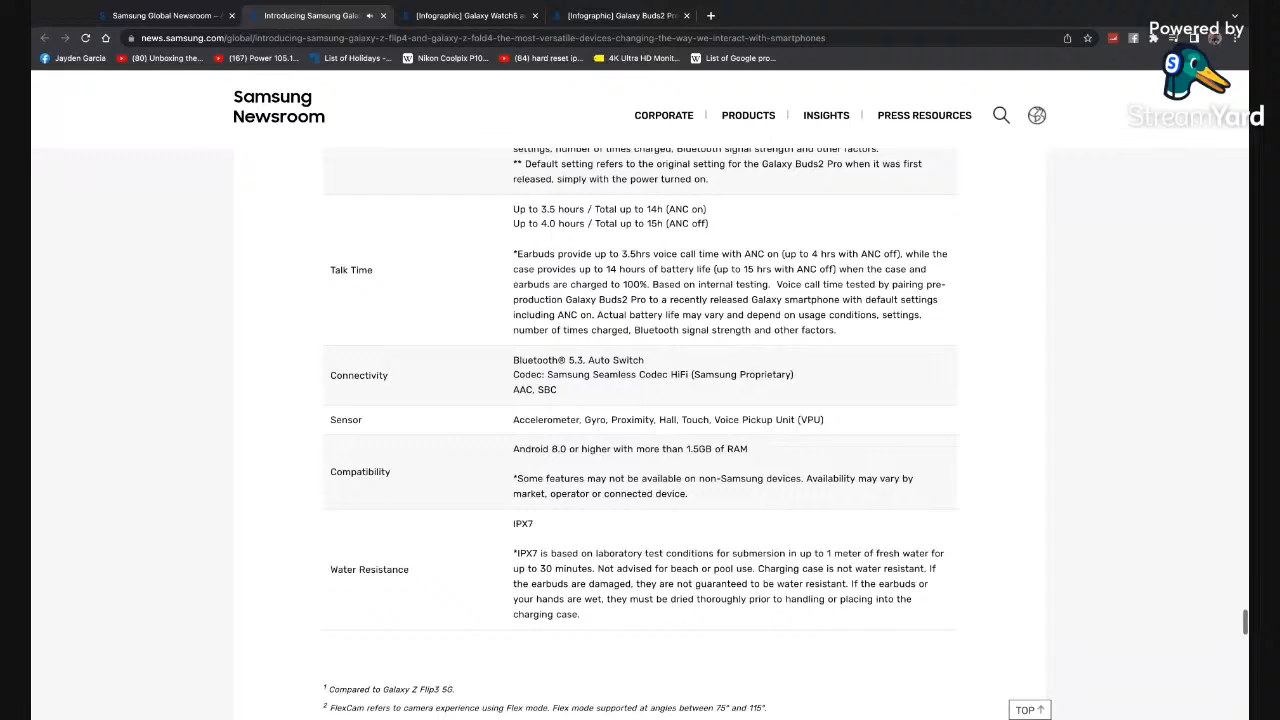 Samsung Global Newsroom –
Introducing Samsung Gala
[Infographic] Galaxy Watch5 a
[Infographic] Galaxy Buds2 Pr
news.samsung.com/global/introducing-samsung-galaxy-z-flip4-and-galaxy-z-fold4-the-most-versatile-devices-changing-the-way-we-interact-with-smartphones
Powered by
StreamYard
Jayden Garcia
(80) Unboxing the...
(167) Power 105.1...
List of Holidays -...
Nikon Coolpix P10...
(84) hard reset ip...
4K Ultra HD Monit...
List of Google pro...
Samsung
Newsroom
CORPORATE
PRODUCTS
INSIGHTS
PRESS RESOURCES
settings, number of times charged, Bluetooth signal strength and other factors.
** Default setting refers to the original setting for the Galaxy Buds2 Pro when it was first
released, simply with the power turned on.
Talk Time
Up to 3.5 hours / Total up to 14h (ANC on)
Up to 4.0 hours / Total up to 15h (ANC off)
*Earbuds provide up to 3.5hrs voice call time with ANC on (up to 4 hrs with ANC off), while the
case provides up to 14 hours of battery life (up to 15 hrs with ANC off) when the case and
earbuds are charged to 100%. Based on internal testing. Voice call time tested by pairing pre-
production Galaxy Buds2 Pro to a recently released Galaxy smartphone with default settings
including ANC on. Actual battery life may vary and depend on usage conditions, settings,
number of times charged, Bluetooth signal strength and other factors.
Connectivity
Bluetooth® 5.3, Auto Switch
Codec: Samsung Seamless Codec HiFi (Samsung Proprietary)
AAC, SBC
Sensor
Accelerometer, Gyro, Proximity, Hall, Touch, Voice Pickup Unit (VPU)
Compatibility
Android 8.0 or higher with more than 1.5GB of RAM
*Some features may not be available on non-Samsung devices. Availability may vary by
market, operator or connected device.
Water Resistance
IPX7
*IPX7 is based on laboratory test conditions for submersion in up to 1 meter of fresh water for
up to 30 minutes. Not advised for beach or pool use. Charging case is not water resistant. If
the earbuds are damaged, they are not guaranteed to be water resistant. If the earbuds or
your hands are wet, they must be dried thoroughly prior to handling or placing into the
charging case.
1 Compared to Galaxy Z Flip3 5G.
2 FlexCam refers to camera experience using Flex mode. Flex mode supported at angles between 75° and 115°.
TOP ↑